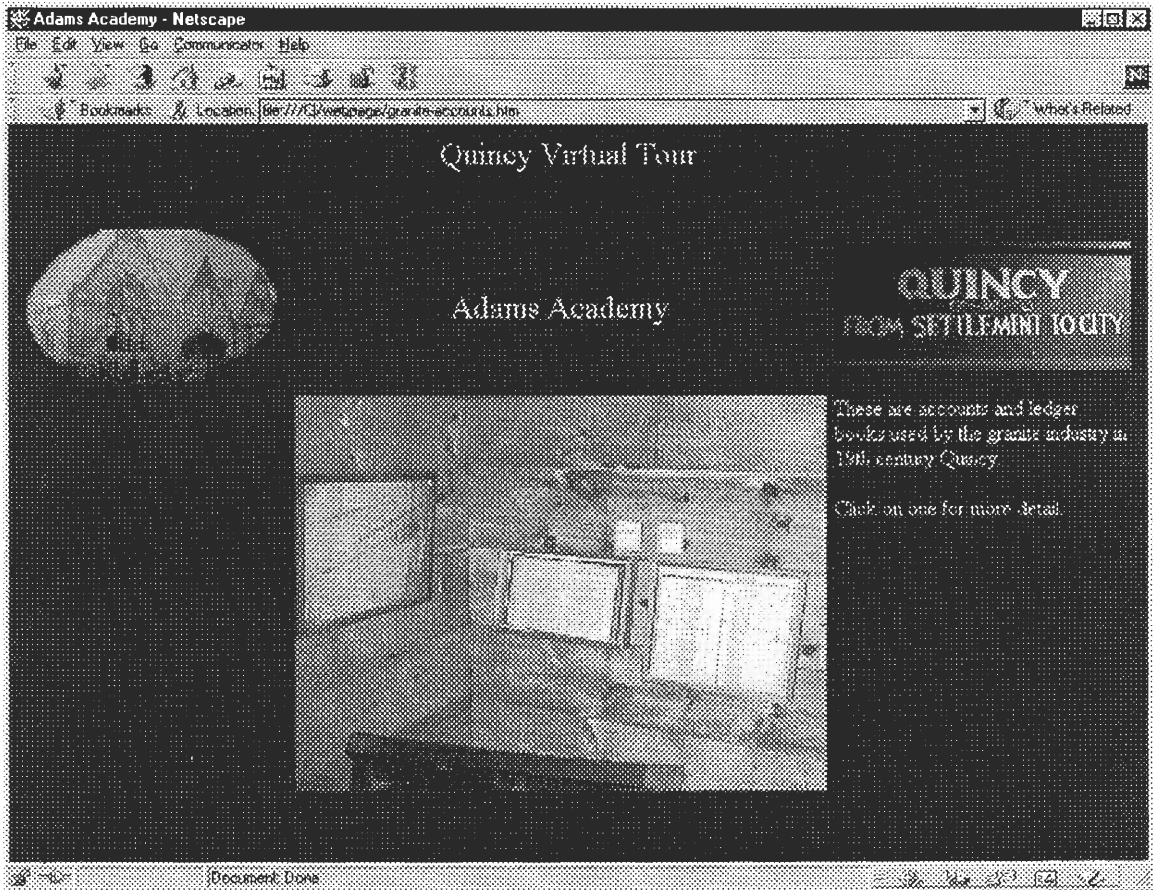 Adams Academy - Netscape
File Edit View Go Communicator Help
N
Bookmarks Location: file:///f3/webpage/granite-accounts.htm What's Related
Quincy Virtual Tour
Adams Academy
QUINCY
FROM SETTLEMENT TO CITY
These are accounts and ledger
books used by the granite industry in
19th century Quincy.
Click on one for more detail.
Document: Done